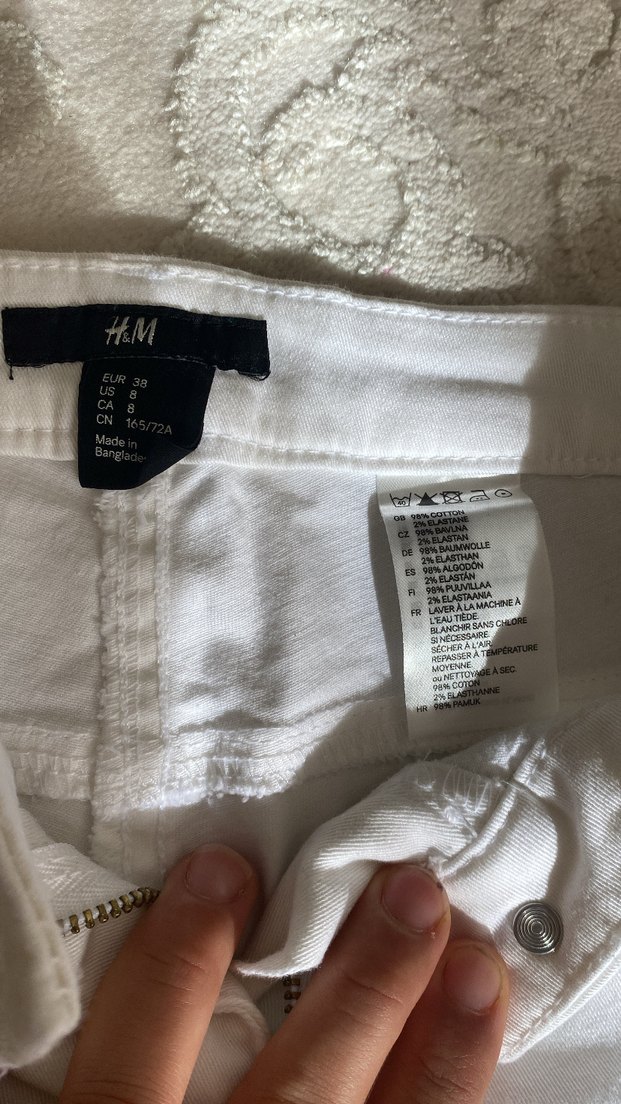 H&M
EUR 38
US 8
CA 8
CN 165/72A
Made in
40
GB 98% COTTON
2% ELASTANE
CZ 98% BAVLNA
2% ELASTAN
DE 98% BAUMWOLLE
2% ELASTHAN
ES 98% ALGODÓN
2% ELASTÁN
FI 98% PUUVILLAA
2% ELASTAANIA
FR LAVER À LA MACHINE À
L'EAU TIÈDE.
BLANCHIR SANS CHLORE
SI NÉCESSAIRE.
SÉCHER À L'AIR.
REPASSER À TEMPÉRATURE
MOYENNE.
ou NETTOYAGE À SEC.
98% COTON
2% ELASTHANNE
HR 98% PAMUK